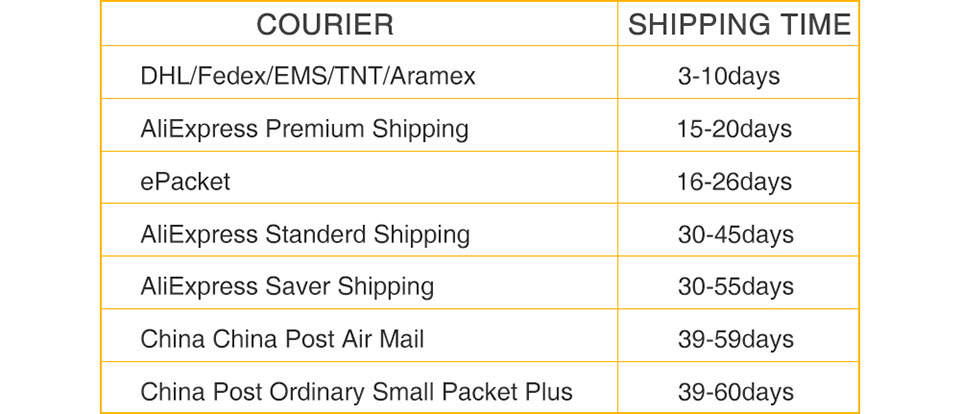 COURIER SHIPPING TIME
DHL/Fedex/EMS/TNT/Aramex 3-10days
AliExpress Premium Shipping 15-20days
ePacket 16-26days
AliExpress Standerd Shipping 30-45days
AliExpress Saver Shipping 30-55days
China China Post Air Mail 39-59days
China Post Ordinary Small Packet Plus 39-60days